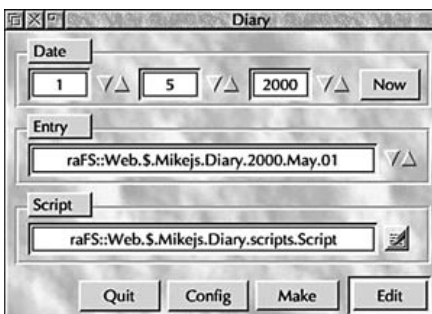 Diary
Date
1 5 2000 Now
Entry
raFS::Web.$.Mikejs.Diary.2000.May.01
Script
raFS::Web.$.Mikejs.Diary.scripts.Script
Quit Config Make Edit